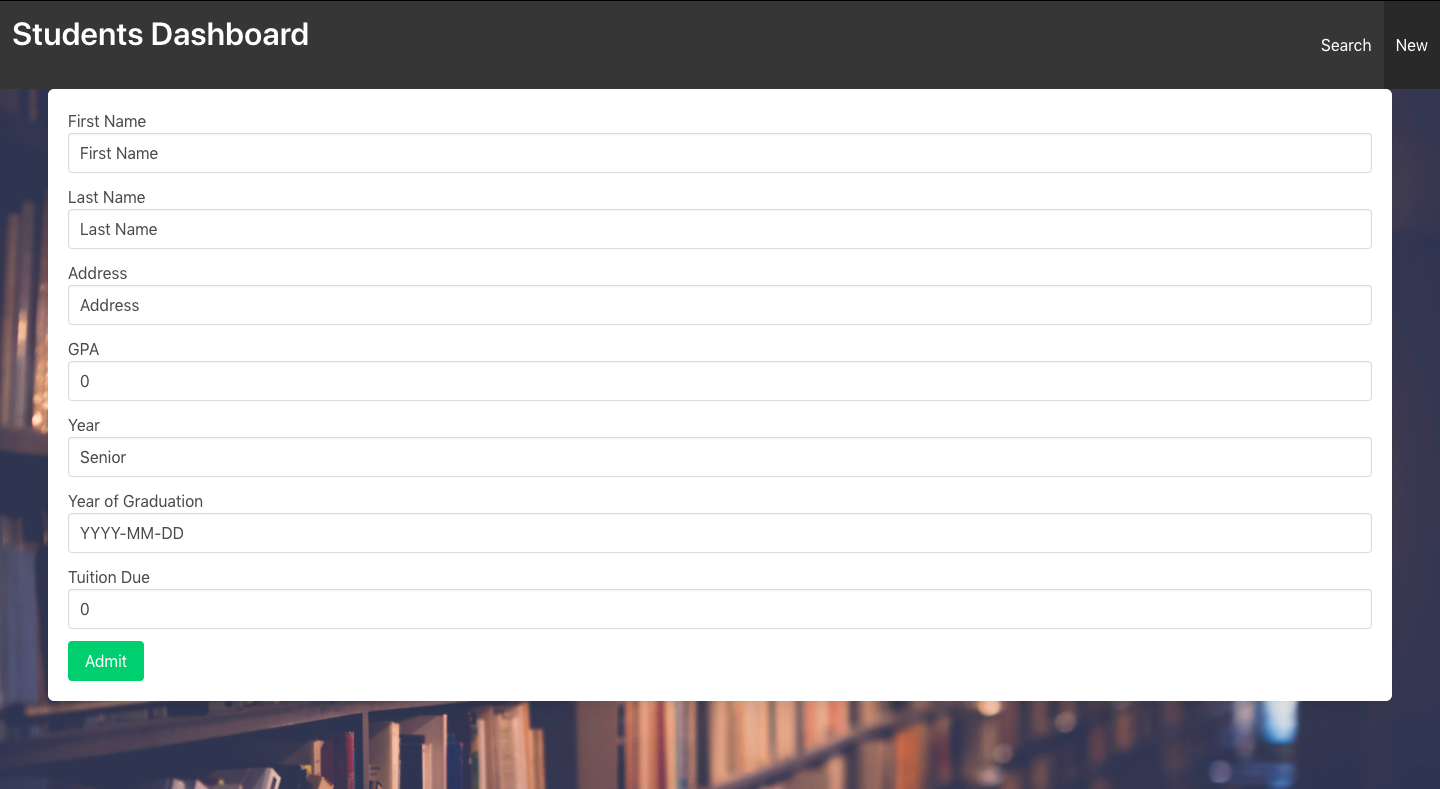 Students Dashboard
Search New
First Name
First Name
Last Name
Last Name
Address
Address
GPA
0
Year
Senior
Year of Graduation
YYYY-MM-DD
Tuition Due
0
Admit